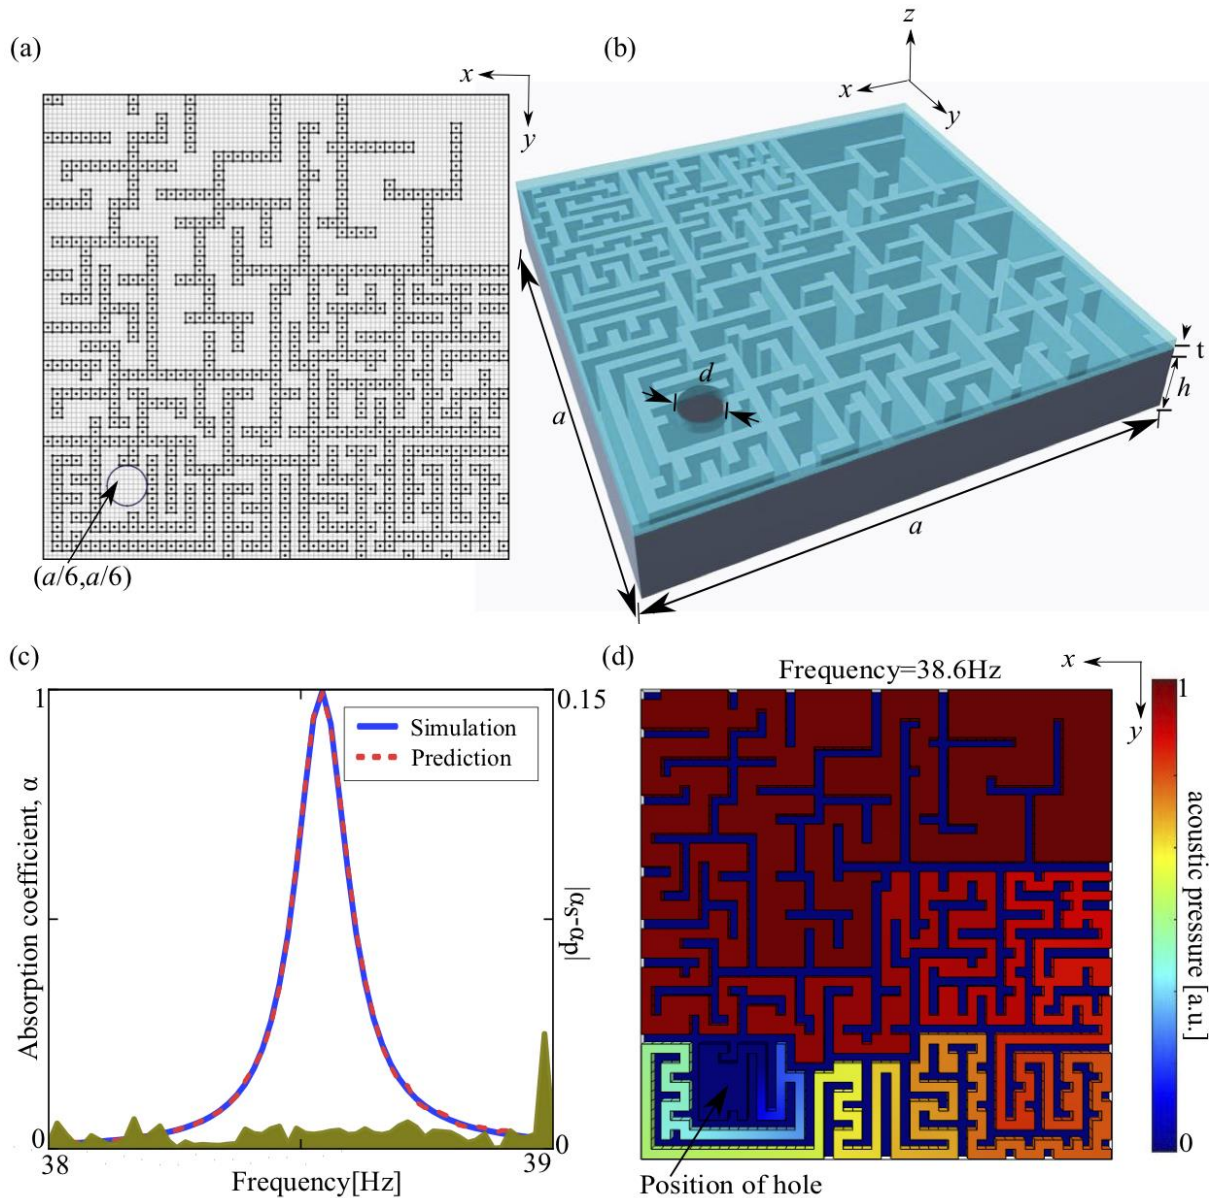 (a)
x
y
(a/6,a/6)
(b)
z
x
y
d
t
h
a
a
(c)
1
0.15
Simulation
Prediction
Absorption coefficient, α
|αs-αp|
0
0
38
39
Frequency[Hz]
(d)
Frequency=38.6Hz
x
y
1
acoustic pressure [a.u.]
0
Position of hole